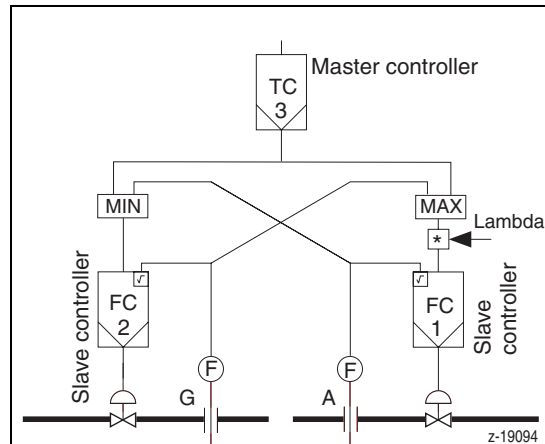 Master controller
TC
3
MIN
MAX
Lambda
*
Slave controller
√
FC
2
√
FC
1
Slave
controller
F
F
G
A
z-19094